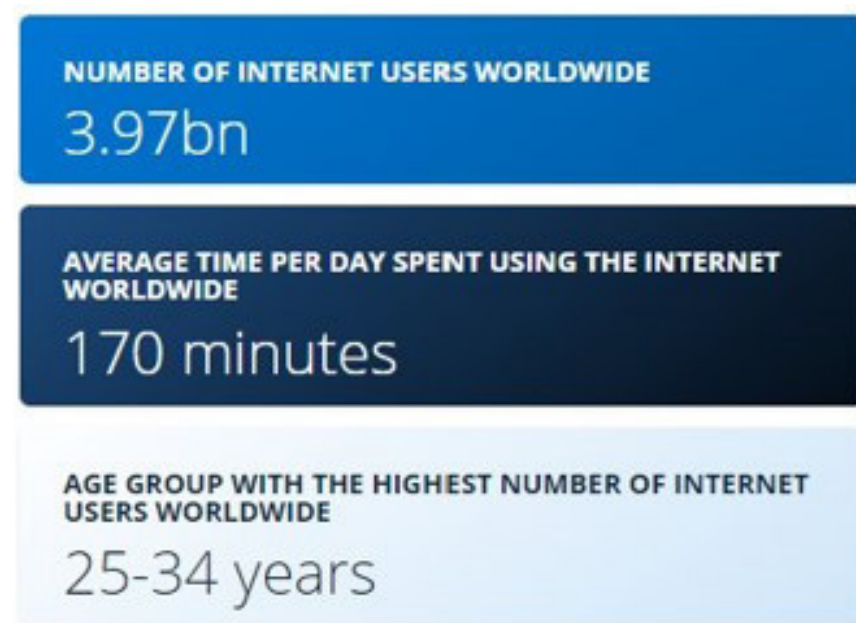 NUMBER OF INTERNET USERS WORLDWIDE
3.97bn
AVERAGE TIME PER DAY SPENT USING THE INTERNET
WORLDWIDE
170 minutes
AGE GROUP WITH THE HIGHEST NUMBER OF INTERNET
USERS WORLDWIDE
25-34 years